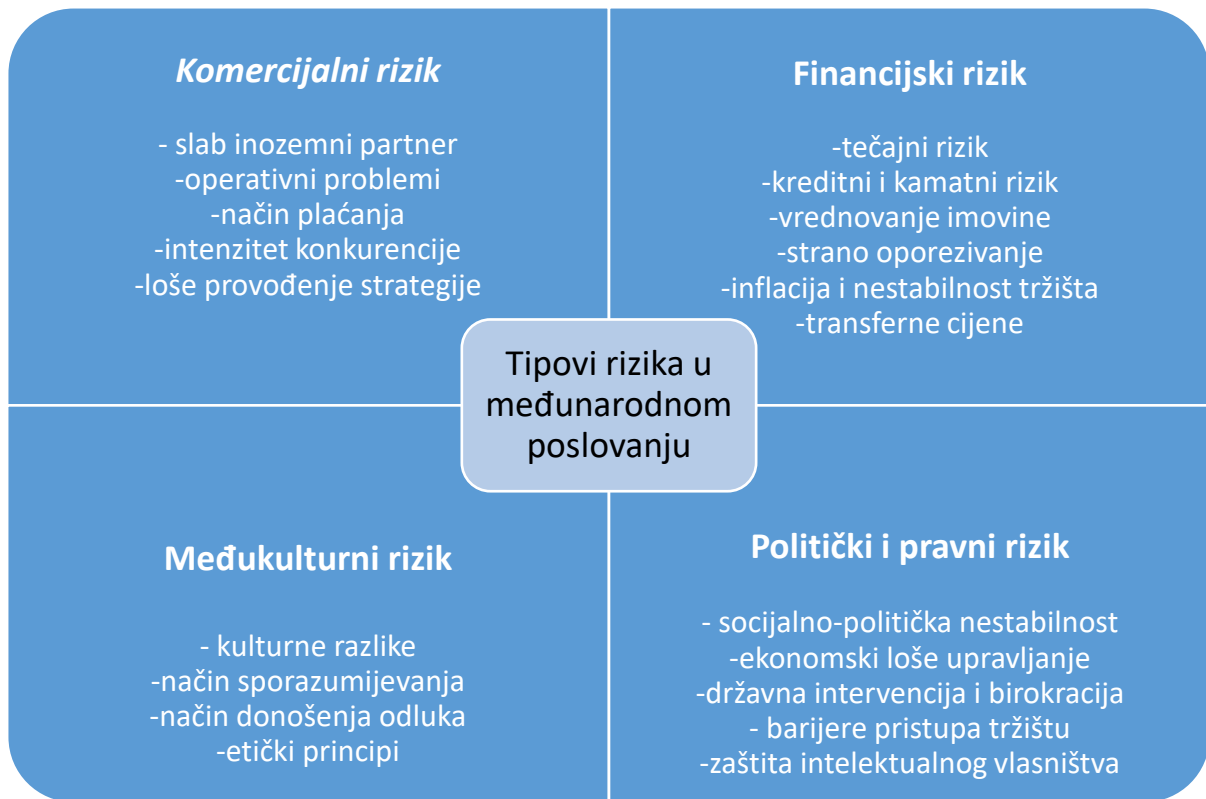 Komercijalni rizik
- slab inozemni partner
-operativni problemi
-način plaćanja
-intenzitet konkurencije
-loše provođenje strategije
Financijski rizik
-tečajni rizik
-kreditni i kamatni rizik
-vrednovanje imovine
-strano oporezivanje
-inflacija i nestabilnost tržišta
-transferne cijene
Tipovi rizika u
međunarodnom
poslovanju
Međukulturni rizik
- kulturne razlike
-način sporazumijevanja
-način donošenja odluka
-etički principi
Politički i pravni rizik
- socijalno-politička nestabilnost
-ekonomski loše upravljanje
-državna intervencija i birokracija
- barijere pristupa tržištu
-zaštita intelektualnog vlasništva